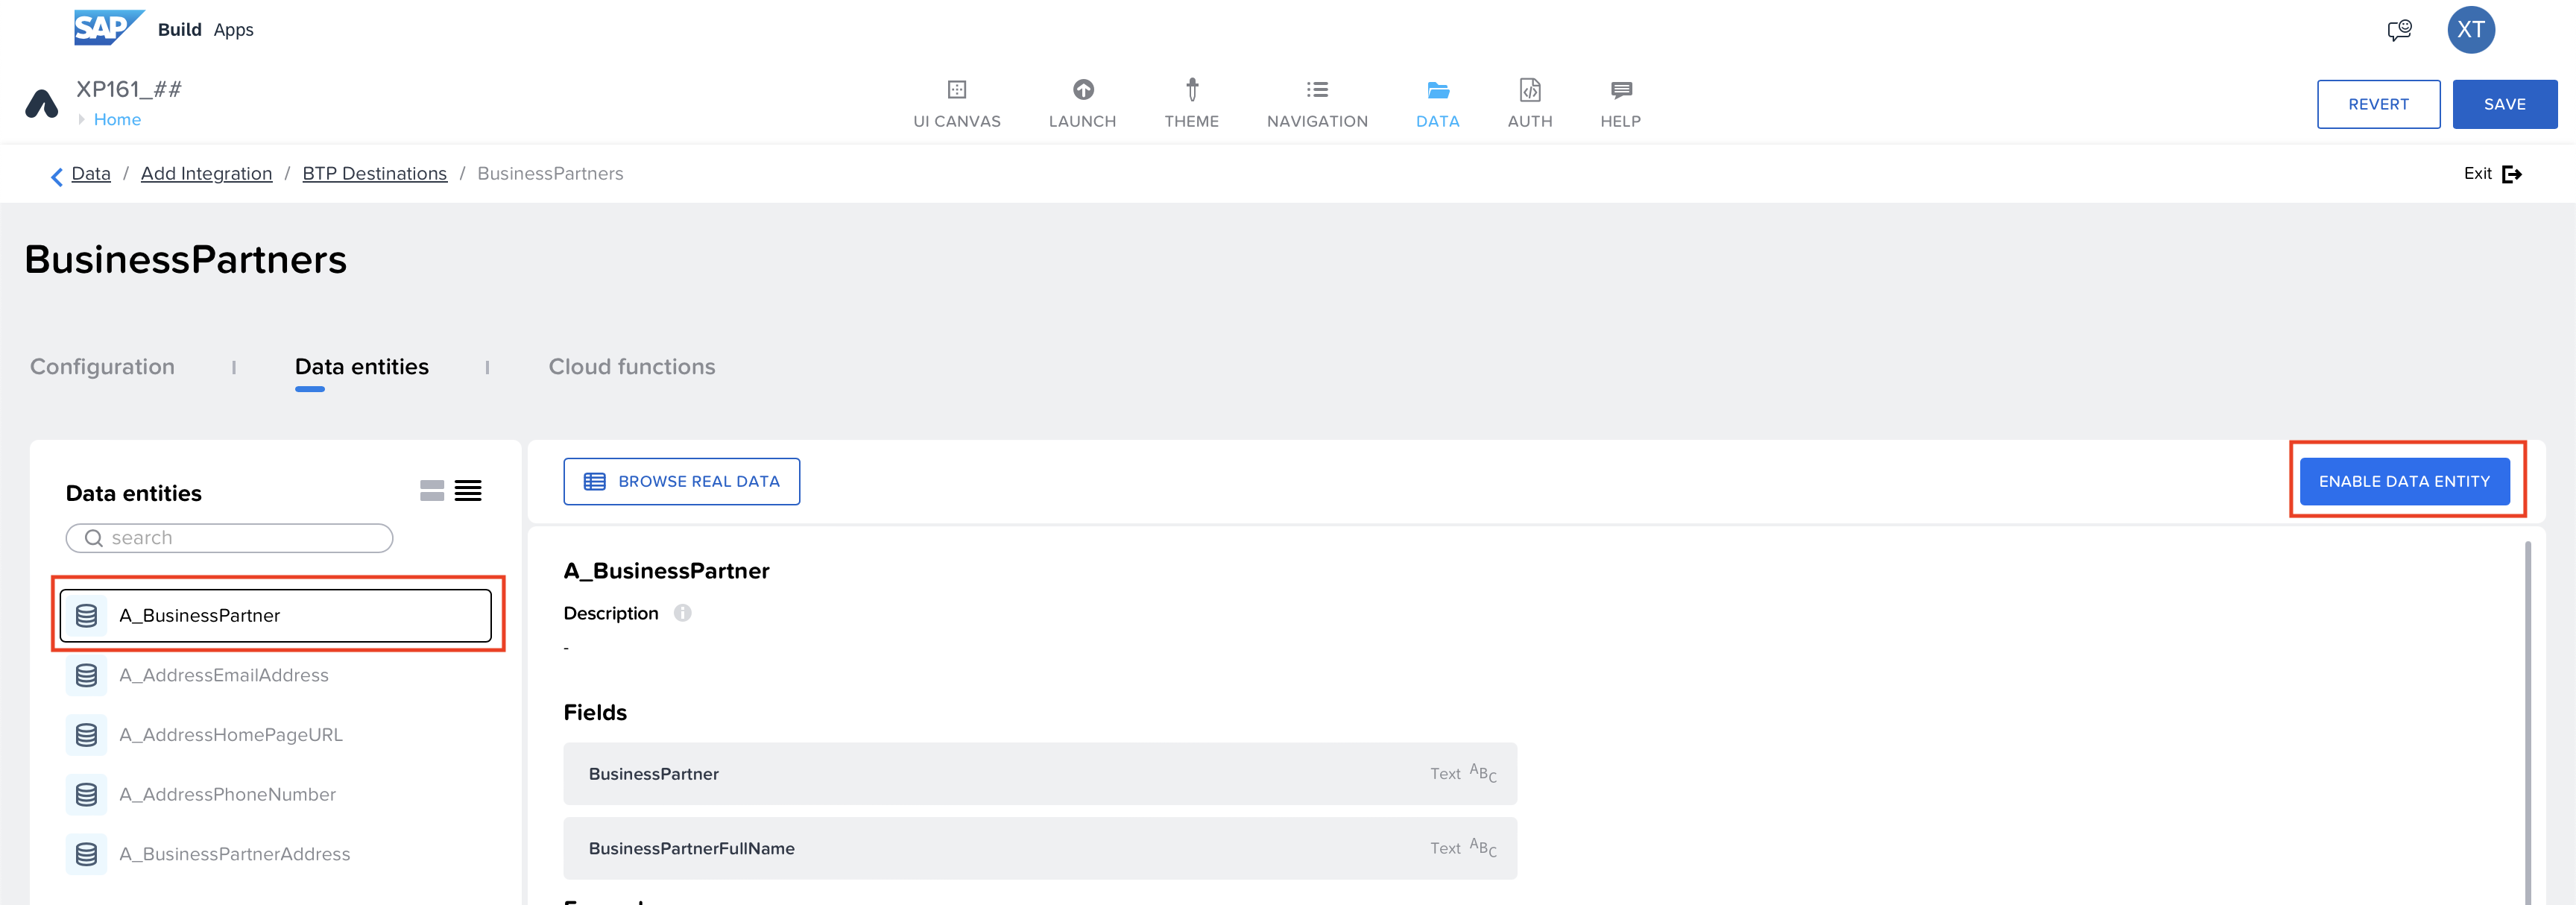 SAP Build Apps
XT
XP161_##
Home
UI CANVAS
LAUNCH
THEME
NAVIGATION
DATA
AUTH
HELP
REVERT
SAVE
Data / Add Integration / BTP Destinations / BusinessPartners
Exit
BusinessPartners
Configuration
Data entities
Cloud functions
Data entities
search
A_BusinessPartner
A_AddressEmailAddress
A_AddressHomePageURL
A_AddressPhoneNumber
A_BusinessPartnerAddress
BROWSE REAL DATA
ENABLE DATA ENTITY
A_BusinessPartner
Description
-
Fields
BusinessPartner Text ABC
BusinessPartnerFullName Text ABC